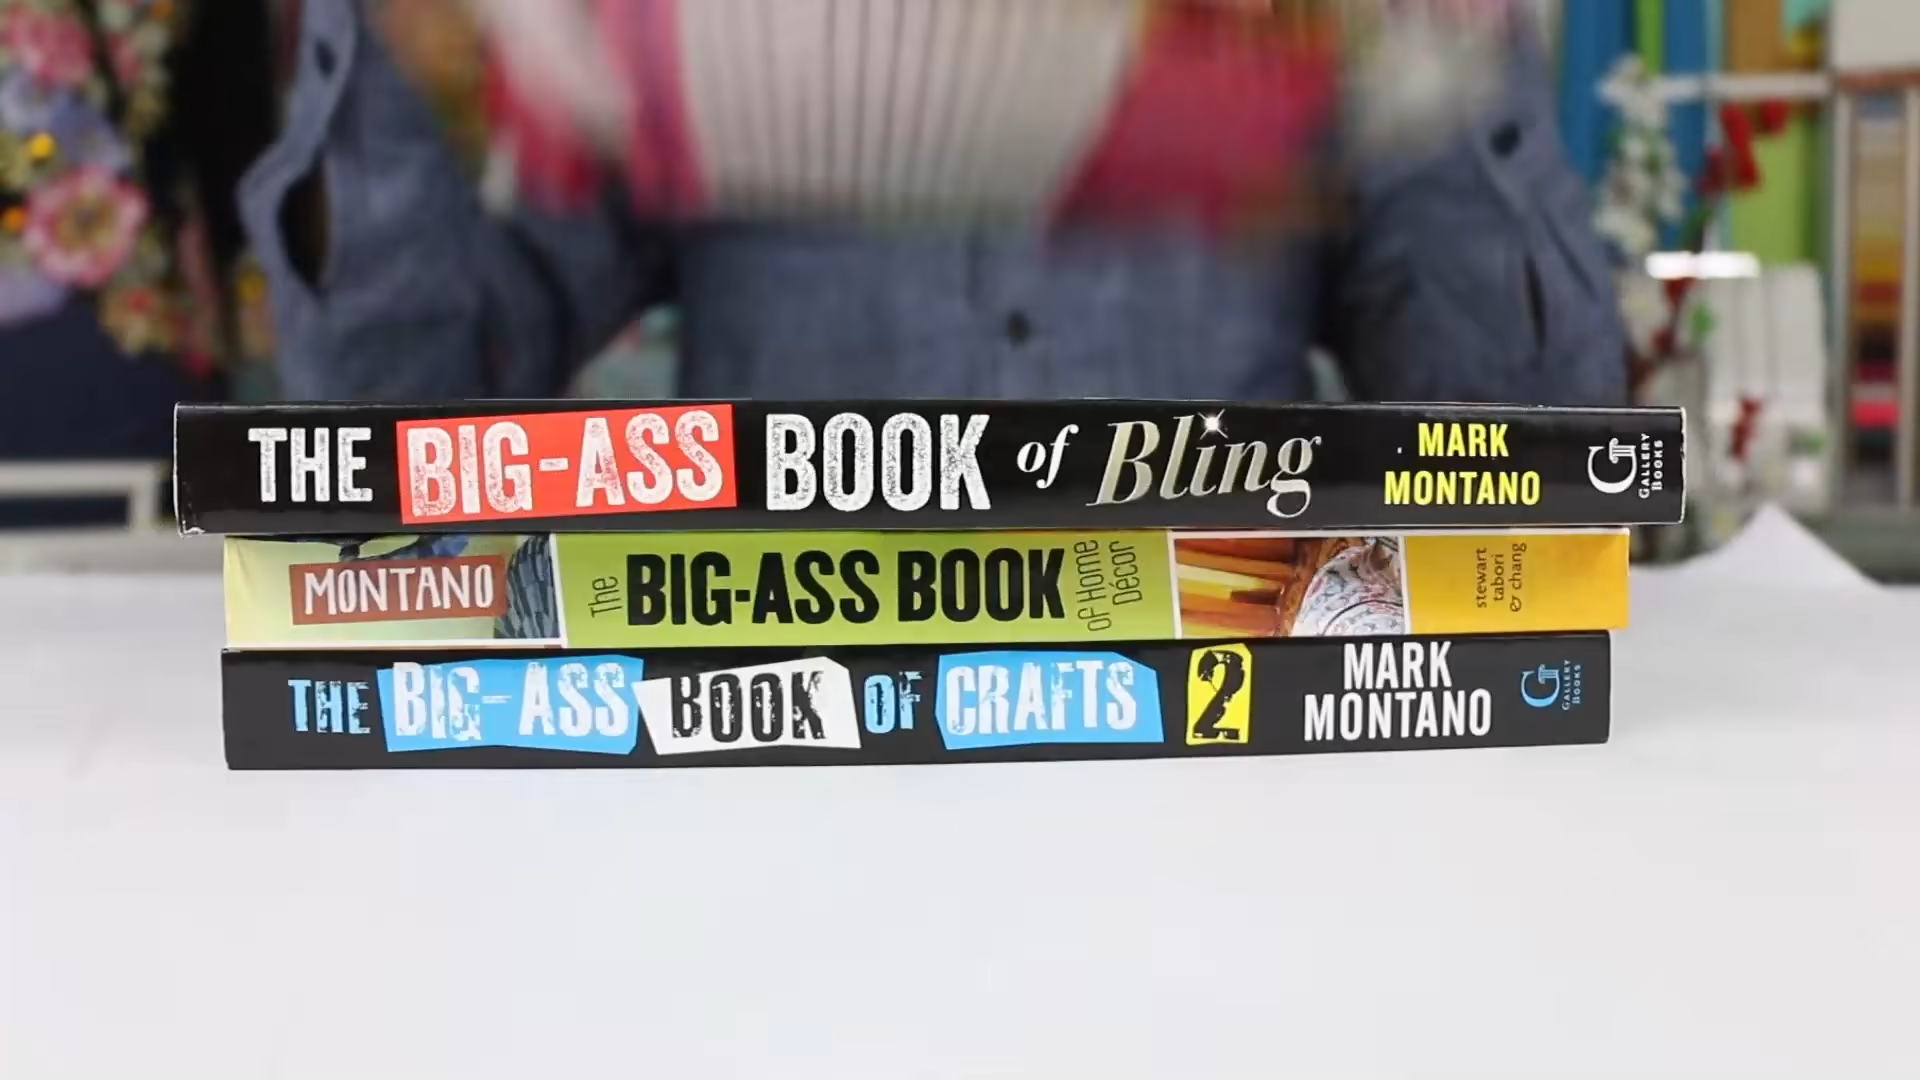 THE BIG-ASS BOOK of Bling MARK MONTANO G GALLERY BOOKS
MONTANO The BIG-ASS BOOK of Home Décor stewart tabori & chang
THE BIG-ASS BOOK OF CRAFTS 2 MARK MONTANO G GALLERY BOOKS